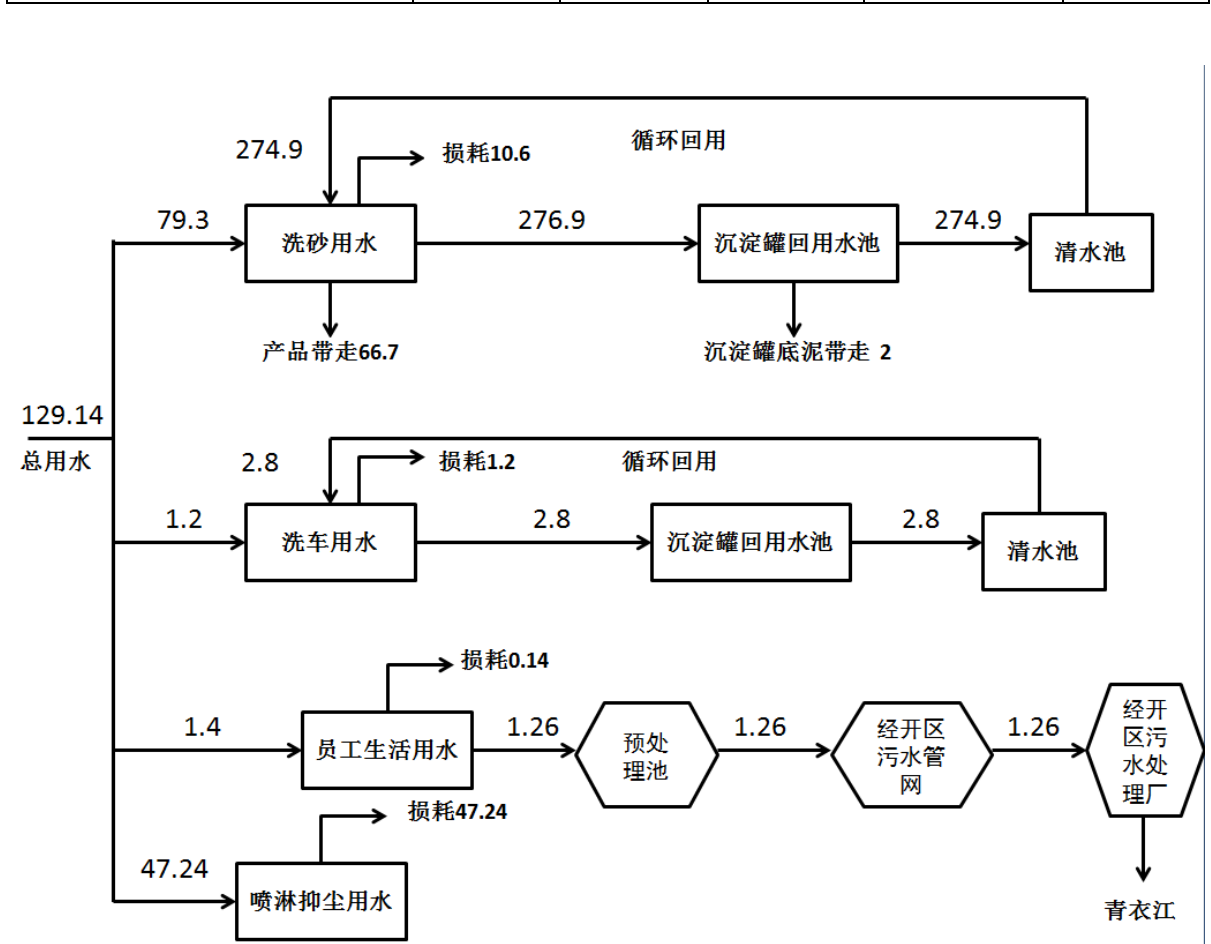 循环回用
274.9
损耗10.6
79.3
洗砂用水
276.9
沉淀罐回用水池
274.9
清水池
产品带走66.7
沉淀罐底泥带走 2
129.14
总用水
2.8
损耗1.2
循环回用
1.2
洗车用水
2.8
沉淀罐回用水池
2.8
清水池
损耗0.14
1.4
员工生活用水
1.26
预处
理池
1.26
经开区
污水管
网
1.26
经开
区污
水处
理厂
损耗47.24
47.24
喷淋抑尘用水
青衣江